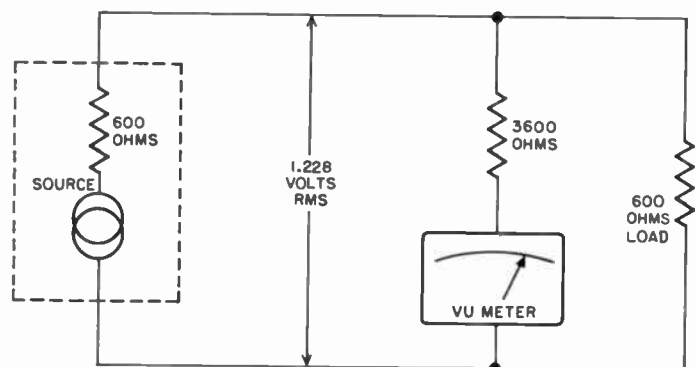 600
OHMS
SOURCE
1.228
VOLTS
RMS
3600
OHMS
VU METER
600
OHMS
LOAD